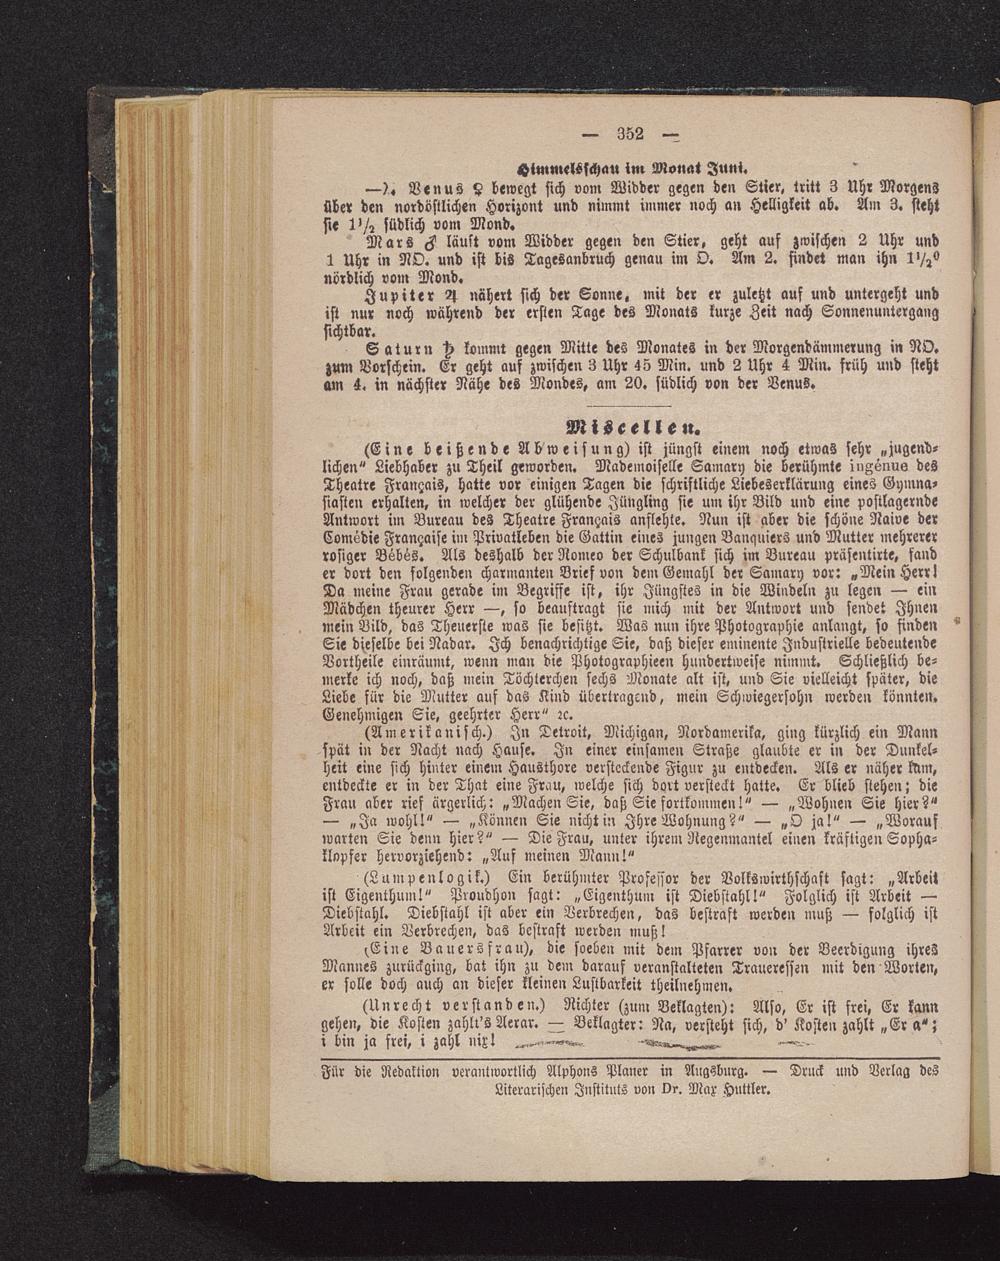 — 352 —
Himmelsschau im Monat Juni.
—λ. Venus ♀ bewegt sich vom Widder gegen den Stier, tritt 3 Uhr Morgens
über den nordöstlichen Horizont und nimmt immer noch an Helligkeit ab. Am 3. steht
sie 1¹/₂ südlich vom Mond.
Mars ♂ läuft vom Widder gegen den Stier, geht auf zwischen 2 Uhr und
1 Uhr in NO. und ist bis Tagesanbruch genau im O. Am 2. findet man ihn 1¹/₂⁰
nördlich vom Mond.
Jupiter ♃ nähert sich der Sonne, mit der er zuletzt auf und untergeht und
ist nur noch während der ersten Tage des Monats kurze Zeit nach Sonnenuntergang
sichtbar.
Saturn ♄ kommt gegen Mitte des Monates in der Morgendämmerung in NO.
zum Vorschein. Er geht auf zwischen 3 Uhr 45 Min. und 2 Uhr 4 Min. früh und steht
am 4. in nächster Nähe des Mondes, am 20. südlich von der Venus.
Miscellen.
(Eine beißende Abweisung) ist jüngst einem noch etwas sehr „jugend-
lichen“ Liebhaber zu Theil geworden. Mademoiselle Samary die berühmte ingénue des
Theatre Français, hatte vor einigen Tagen die schriftliche Liebeserklärung eines Gymna-
siasten erhalten, in welcher der glühende Jüngling sie um ihr Bild und eine postlagernde
Antwort im Bureau des Theatre Français anflehte. Nun ist aber die schöne Naive der
Comédie Française im Privatleben die Gattin eines jungen Banquiers und Mutter mehrerer
rosiger Bébés. Als deshalb der Romeo der Schulbank sich im Bureau präsentirte, fand
er dort den folgenden charmanten Brief von dem Gemahl der Samary vor: „Mein Herr!
Da meine Frau gerade im Begriffe ist, ihr Jüngstes in die Windeln zu legen — ein
Mädchen theurer Herr —, so beauftragt sie mich mit der Antwort und sendet Ihnen
mein Bild, das Theuerste was sie besitzt. Was nun ihre Photographie anlangt, so finden
Sie dieselbe bei Nadar. Ich benachrichtige Sie, daß dieser eminente Industrielle bedeutende
Vortheile einräumt, wenn man die Photographieen hundertweise nimmt. Schließlich be-
merke ich noch, daß mein Töchterchen sechs Monate alt ist, und Sie vielleicht später, die
Liebe für die Mutter auf das Kind übertragend, mein Schwiegersohn werden könnten.
Genehmigen Sie, geehrter Herr“ ꝛc.
(Amerikanisch.) In Detroit, Michigan, Nordamerika, ging kürzlich ein Mann
spät in der Nacht nach Hause. In einer einsamen Straße glaubte er in der Dunkel-
heit eine sich hinter einem Hausthore versteckende Figur zu entdecken. Als er näher kam,
entdeckte er in der That eine Frau, welche sich dort versteckt hatte. Er blieb stehen; die
Frau aber rief ärgerlich: „Machen Sie, daß Sie fortkommen!“ — „Wohnen Sie hier?“
— „Ja wohl!“ — „Können Sie nicht in Ihre Wohnung?“ — „O ja!“ — „Worauf
warten Sie denn hier?“ — Die Frau, unter ihrem Regenmantel einen kräftigen Sopha-
klopfer hervorziehend: „Auf meinen Mann!“
(Lumpenlogik.) Ein berühmter Professor der Volkswirthschaft sagt: „Arbeit
ist Eigenthum!“ Proudhon sagt: „Eigenthum ist Diebstahl!“ Folglich ist Arbeit —
Diebstahl. Diebstahl ist aber ein Verbrechen, das bestraft werden muß — folglich ist
Arbeit ein Verbrechen, das bestraft werden muß!
(Eine Bauersfrau), die soeben mit dem Pfarrer von der Beerdigung ihres
Mannes zurückging, bat ihn zu dem darauf veranstalteten Traueressen mit den Worten,
er solle doch auch an dieser kleinen Lustbarkeit theilnehmen.
(Unrecht verstanden.) Richter (zum Beklagten): Also, Er ist frei, Er kann
gehen, die Kosten zahlt's Aerar. — Beklagter: Na, versteht sich, d' Kosten zahlt „Er a“;
i bin ja frei, i zahl nix!
Für die Redaktion verantwortlich Alphons Planer in Augsburg. — Druck und Verlag des
Literarischen Instituts von Dr. Max Huttler.